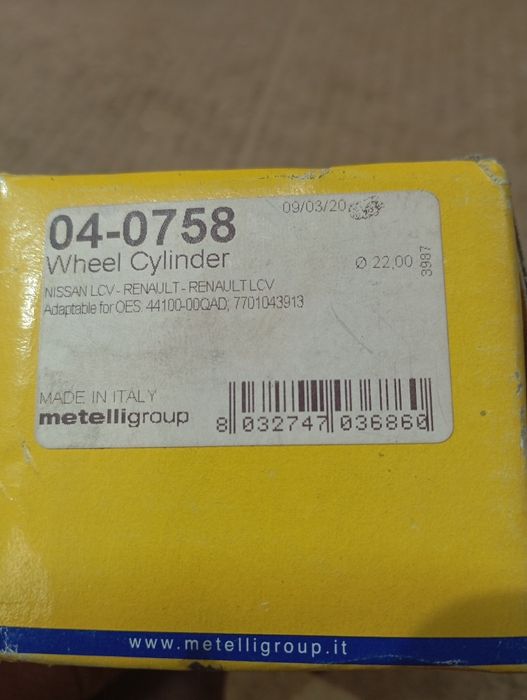 04-0758
09/03/20
Wheel Cylinder
Ø 22,00
3987
NISSAN LCV - RENAULT - RENAULT LCV
Adaptable for OES: 44100-00QAD; 7701043913
MADE IN ITALY
metelligroup
8 032747 036860
www.metelligroup.it